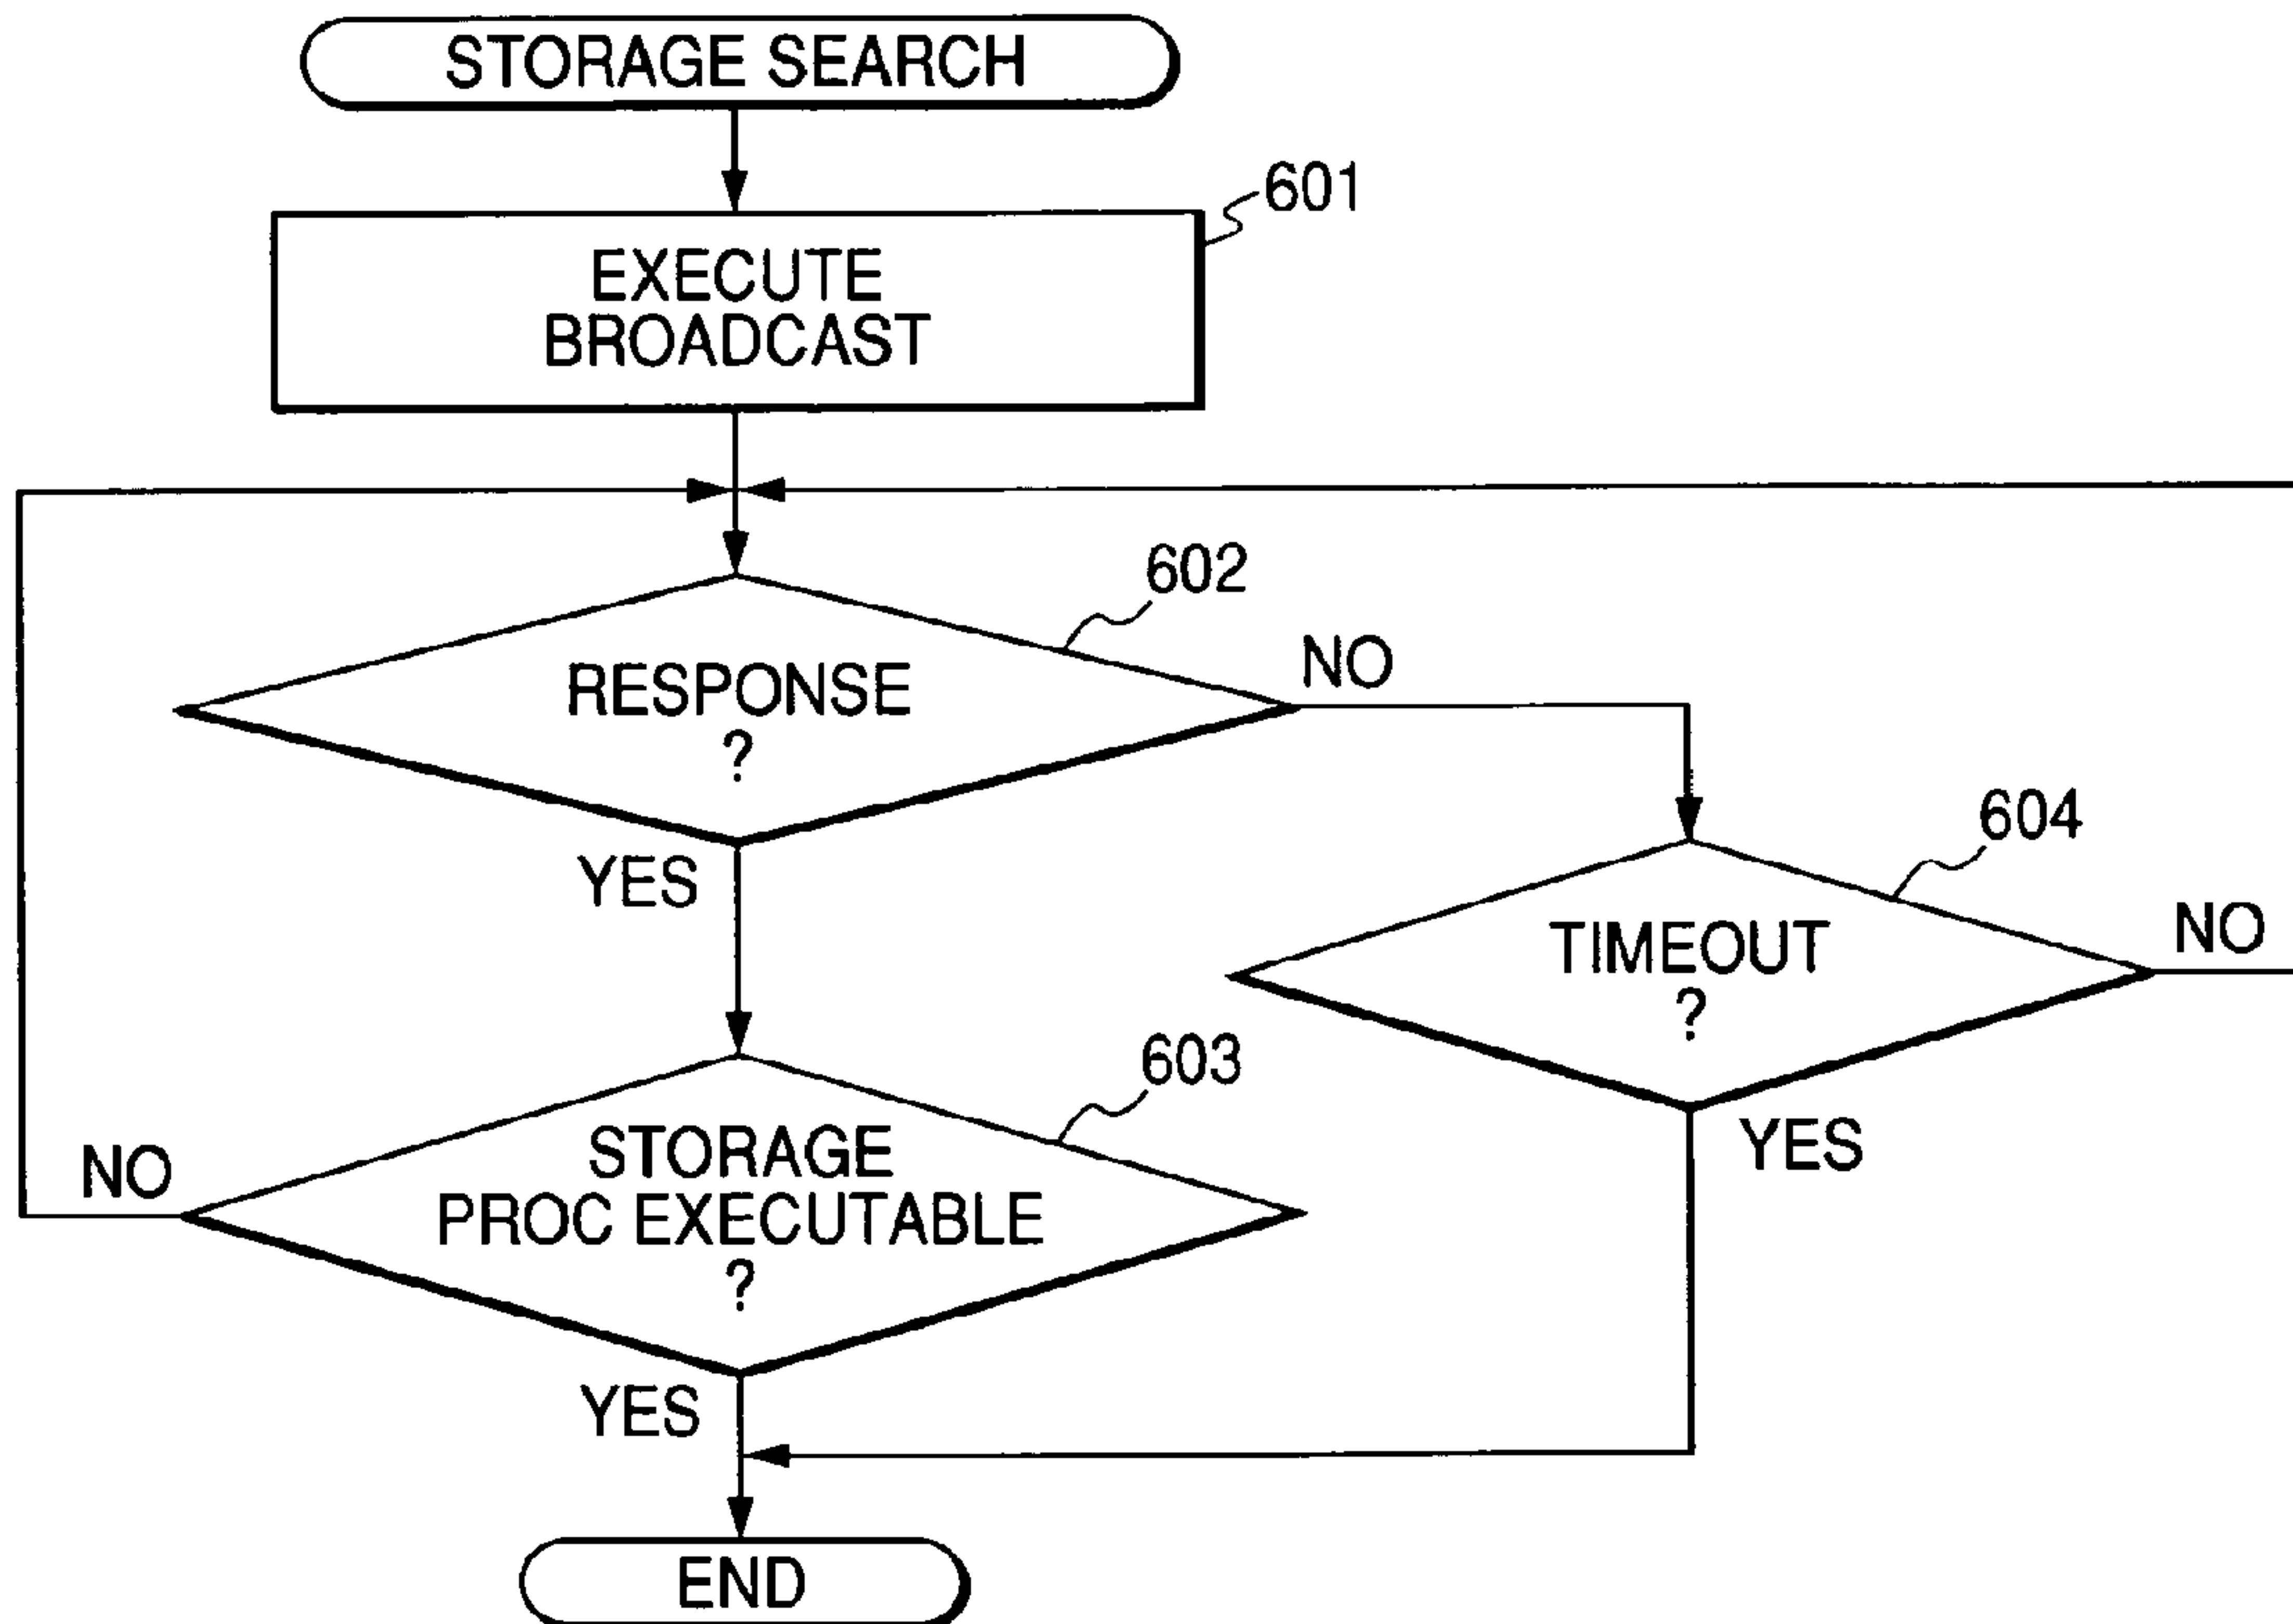 STORAGE SEARCH
601
EXECUTE
BROADCAST
602
RESPONSE
?
NO
YES
604
TIMEOUT
?
NO
YES
603
STORAGE
PROC EXECUTABLE
?
NO
YES
END